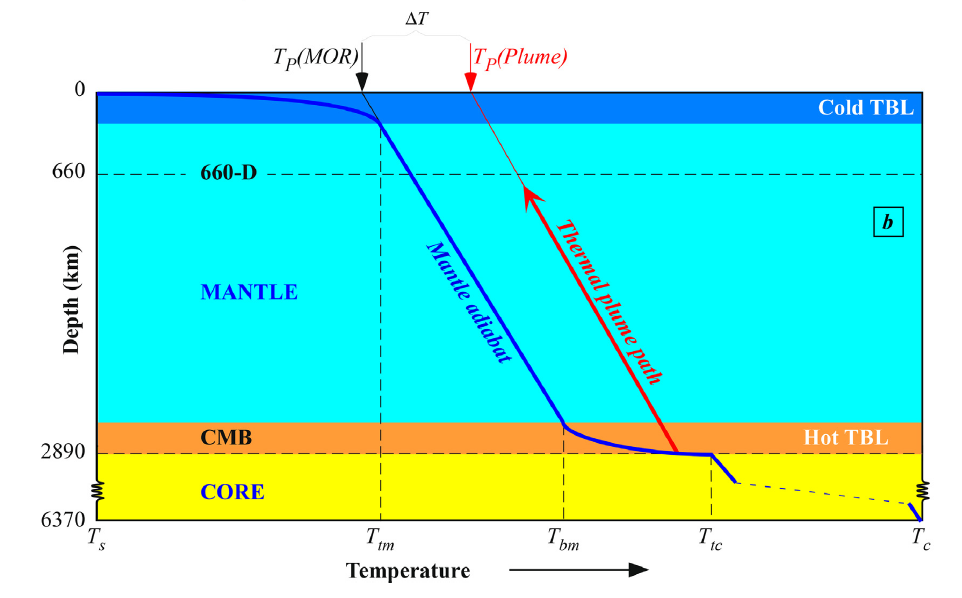 ΔT
T_P(MOR)
T_P(Plume)
0
Cold TBL
660
660-D
b
Depth (km)
MANTLE
Mantle adiabat
Thermal plume path
CMB
Hot TBL
2890
CORE
6370
T_s
T_tm
T_bm
T_tc
T_c
Temperature